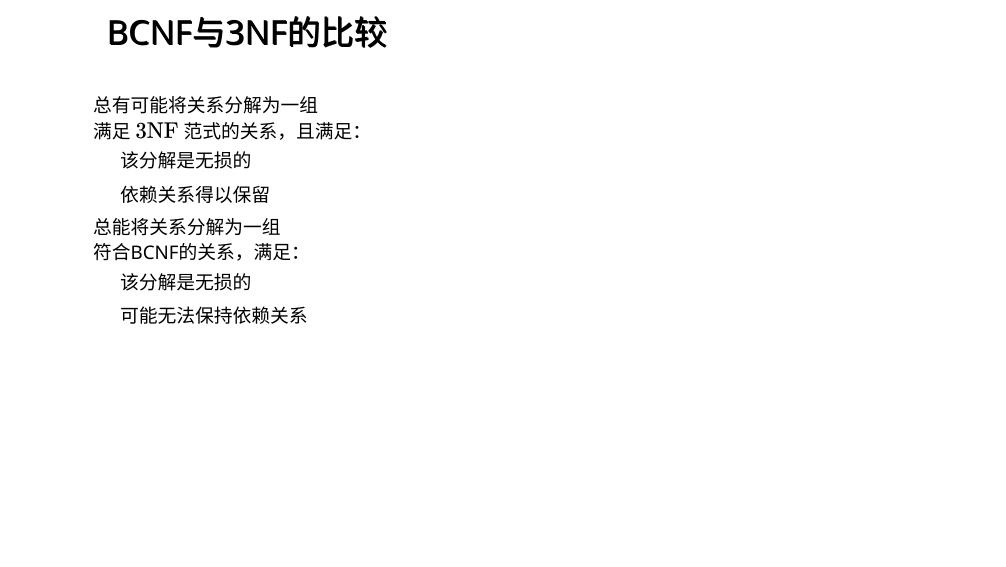 BCNF与3NF的比较
总有可能将关系分解为一组
满足 3NF 范式的关系，且满足：
该分解是无损的
依赖关系得以保留
总能将关系分解为一组
符合BCNF的关系，满足：
该分解是无损的
可能无法保持依赖关系